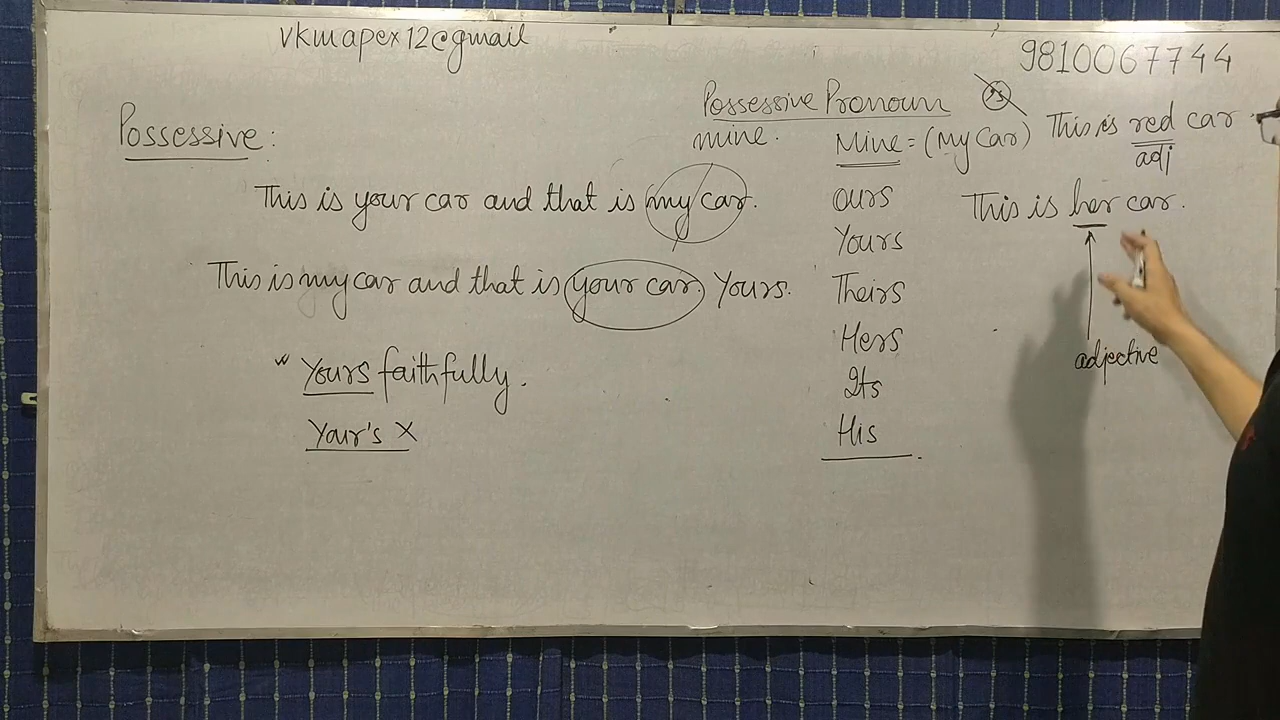 vkmapex12@gmail
9810067744
Possessive:
Possessive Pronoun
's
mine.
Mine = (My Car)
This is red car.
adj
This is your car and that is my car.
Ours
This is her car.
Yours
This is my car and that is your car. Yours.
Theirs
Hers
adjective
Yours faithfully.
Its
Your's X
His